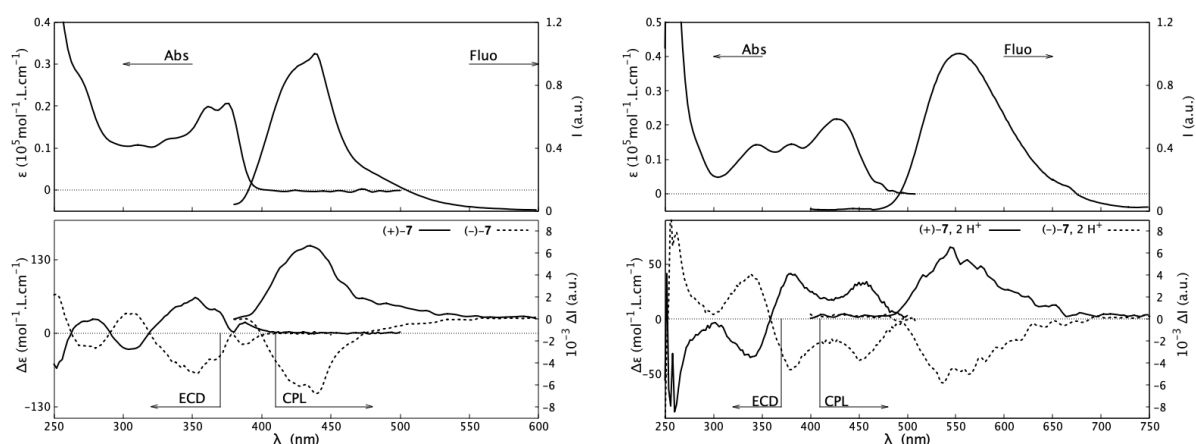 0.4
0.3
0.2
0.1
0
ε (10⁵mol⁻¹.L.cm⁻¹)
Abs
Fluo
1.2
0.8
0.4
0
I (a.u.)
130
0
−130
Δε (mol⁻¹.L.cm⁻¹)
(+)-7 (−)-7
ECD CPL
8
6
4
2
0
−2
−4
−6
−8
10⁻³ ΔI (a.u.)
250 300 350 400 450 500 550 600
λ (nm)
0.5
0.4
0.3
0.2
0.1
0
ε (10⁵mol⁻¹.L.cm⁻¹)
Abs
Fluo
1.2
0.8
0.4
0
I (a.u.)
50
0
−50
Δε (mol⁻¹.L.cm⁻¹)
(+)-7, 2 H⁺ (−)-7, 2 H⁺
ECD CPL
8
6
4
2
0
−2
−4
−6
−8
10⁻³ ΔI (a.u.)
250 300 350 400 450 500 550 600 650 700 750
λ (nm)